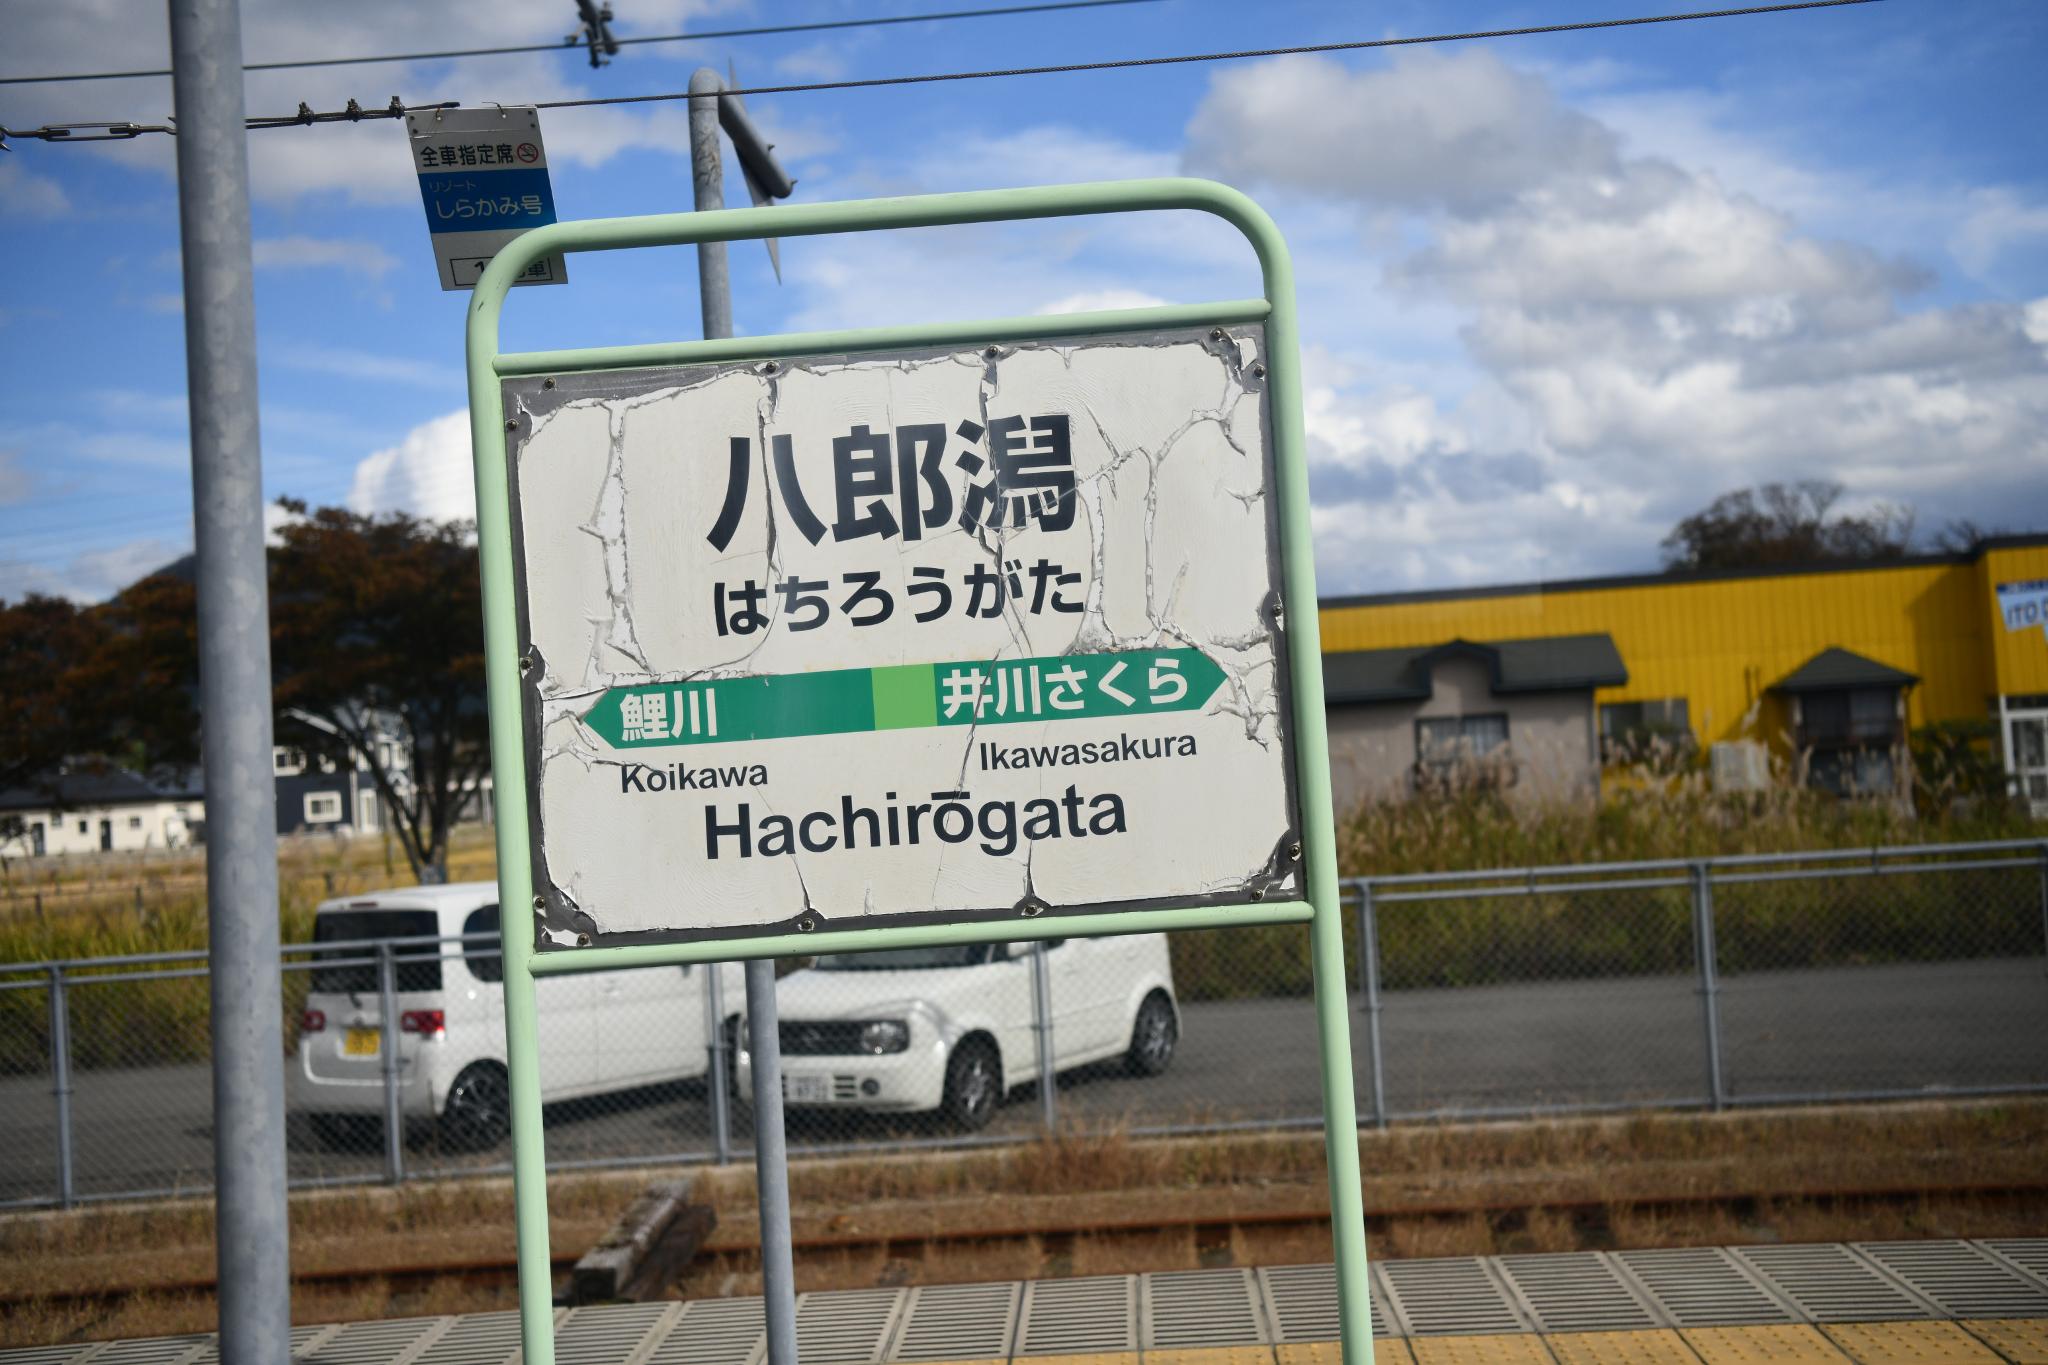 全車指定席
リゾート
しらかみ号
八郎潟
はちろうがた
鯉川
井川さくら
Koikawa
Ikawasakura
Hachirōgata
ITO